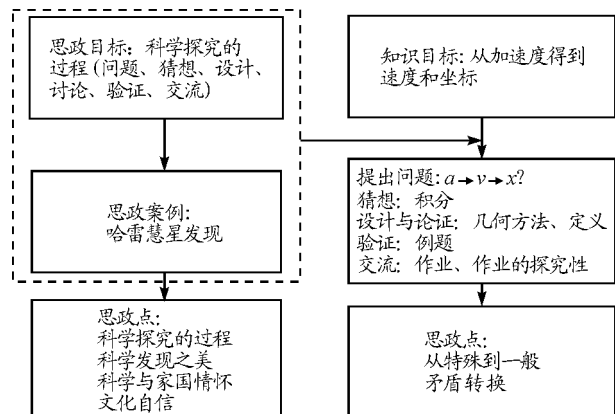 思政目标：科学探究的
过程(问题、猜想、设计、
讨论、验证、交流)
思政案例：
哈雷慧星发现
思政点：
科学探究的过程
科学发现之美
科学与家国情怀
文化自信
知识目标：从加速度得到
速度和坐标
提出问题：a→v→x?
猜想：积分
设计与论证：几何方法、定义
验证：例题
交流：作业、作业的探究性
思政点：
从特殊到一般
矛盾转换